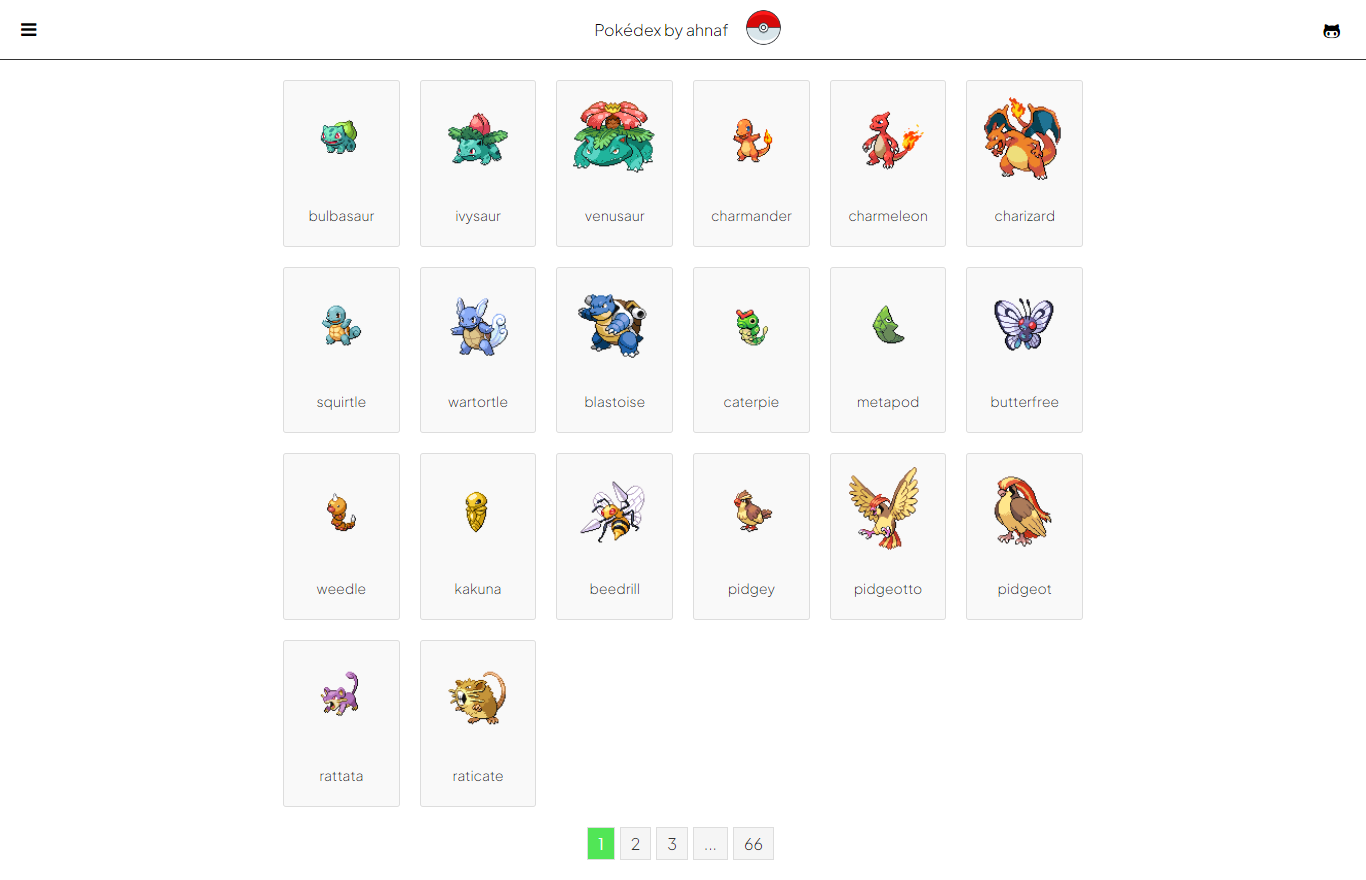 Pokédex by ahnaf
bulbasaur ivysaur venusaur charmander charmeleon charizard
squirtle wartortle blastoise caterpie metapod butterfree
weedle kakuna beedrill pidgey pidgeotto pidgeot
rattata raticate
1 2 3 ... 66